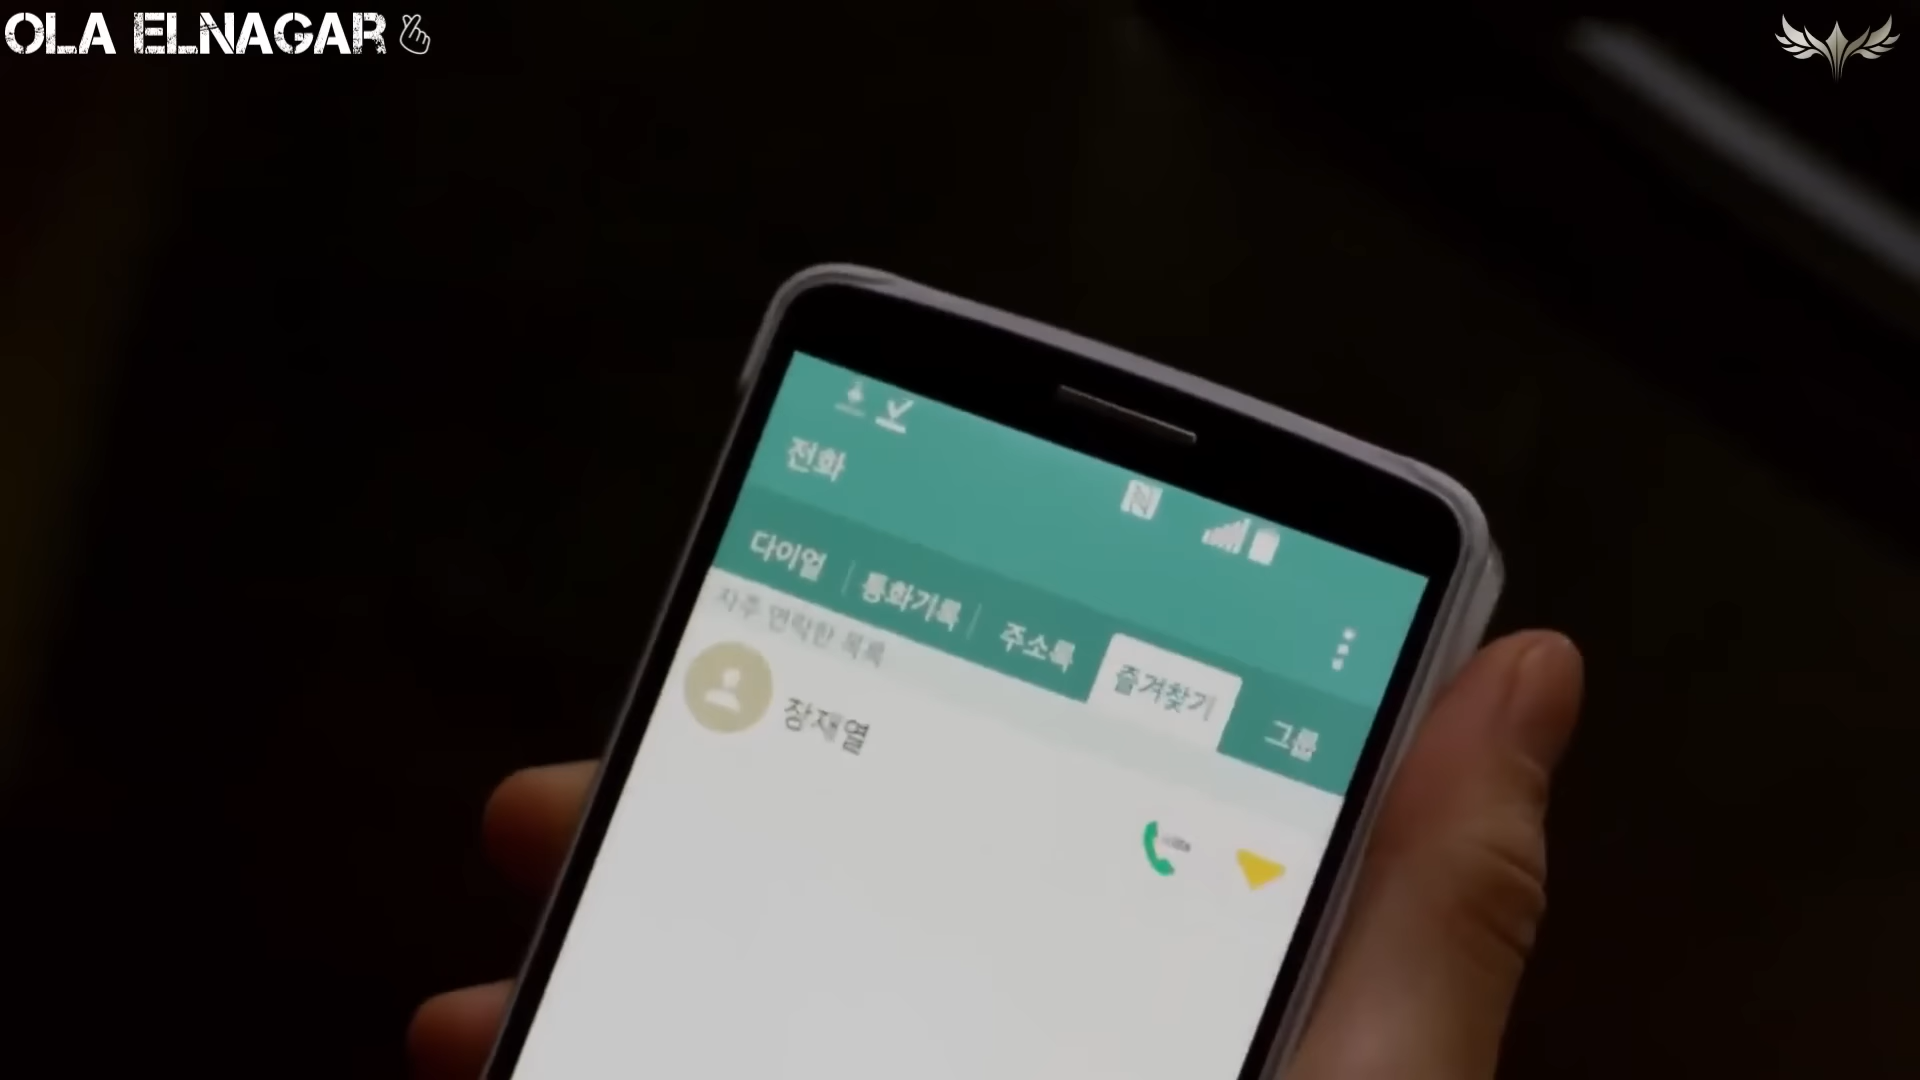 OLA ELNAGAR
전화
다이얼
통화기록
주소록
즐겨찾기
그룹
자주 연락한 목록
장재열